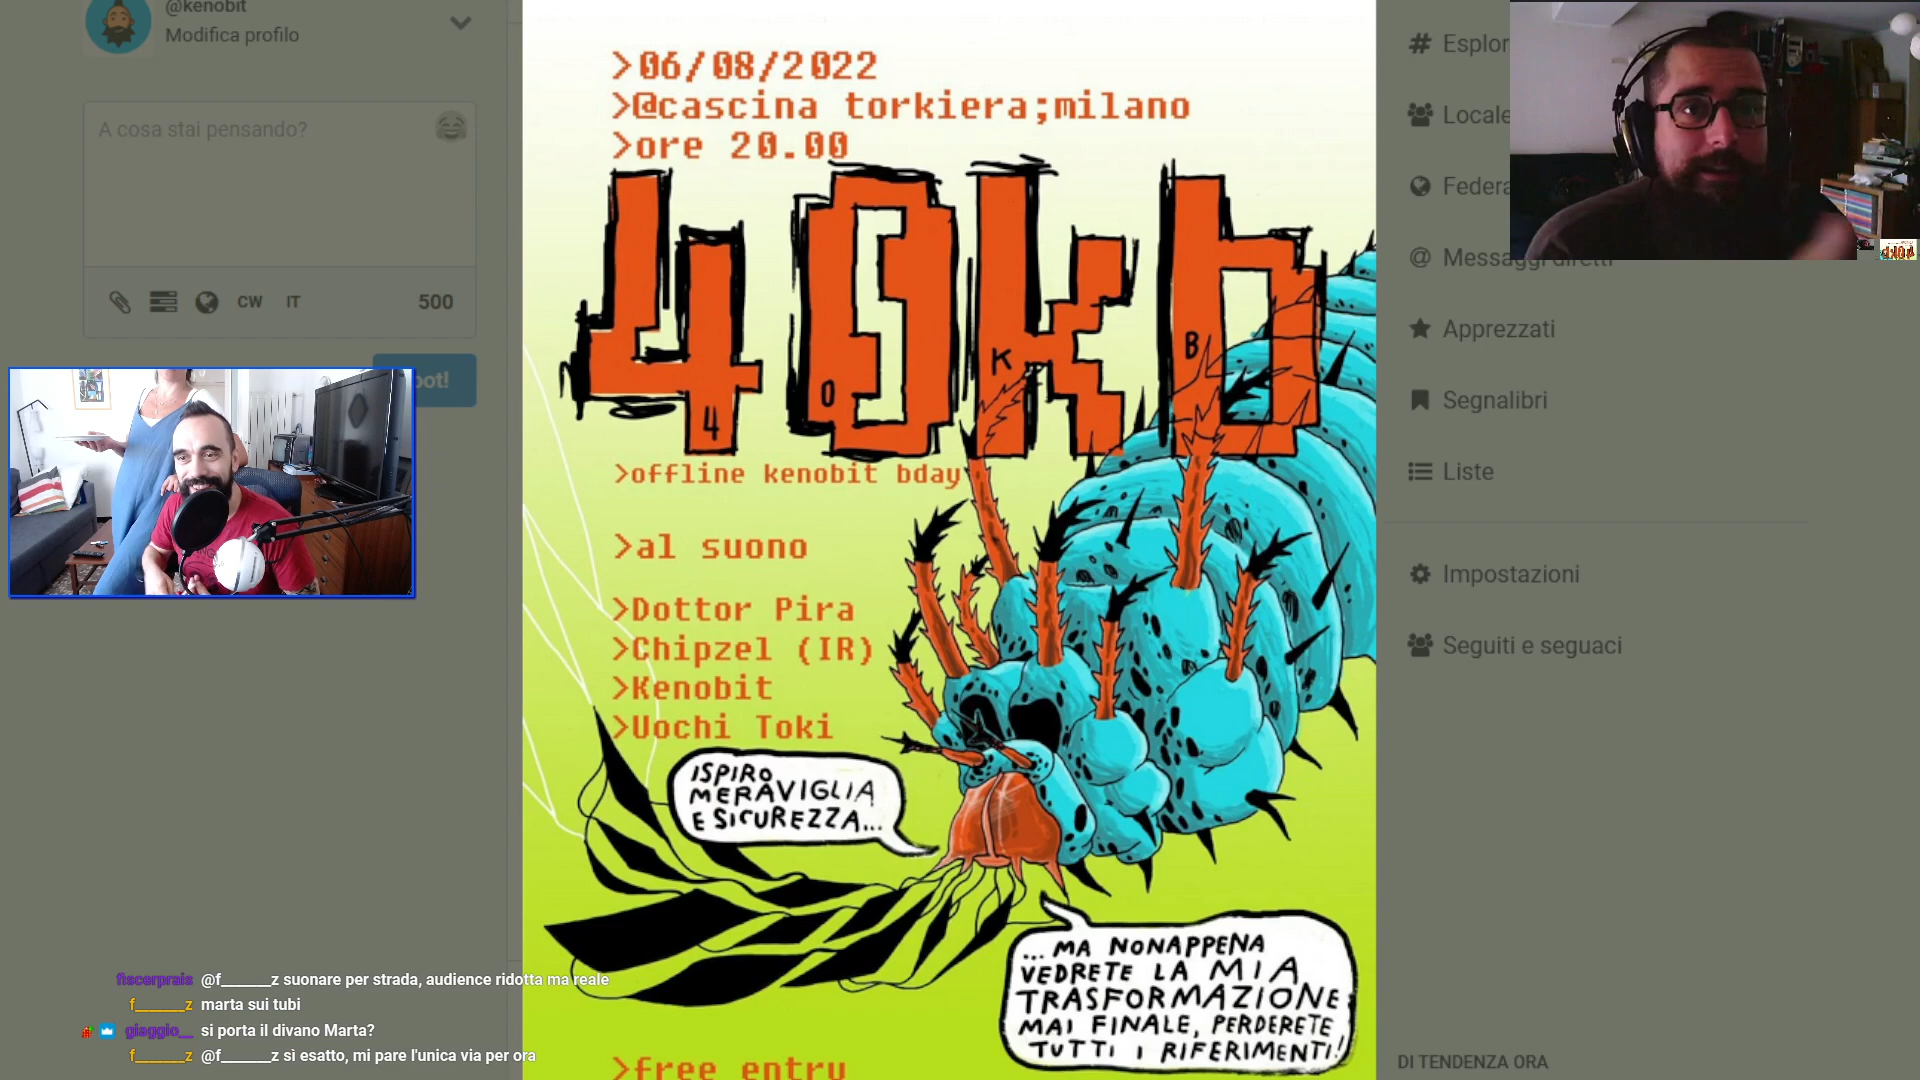 @kenobit
Modifica profilo
A cosa stai pensando?
CW IT 500
oot!
>06/08/2022
>@cascina torkiera;milano
>ore 20.00
40kb
4 0 K B
>offline kenobit bday
>al suono
>Dottor Pira
>Chipzel (IR)
>Kenobit
>Uochi Toki
ISPIRO
MERAVIGLIA
E SICUREZZA...
...MA NONAPPENA
VEDRETE LA MIA
TRASFORMAZIONE
MAI FINALE, PERDERETE
TUTTI I RIFERIMENTI!
>free entry
fiscerprais @f______z suonare per strada, audience ridotta ma reale
f______z marta sui tubi
giaggio__ si porta il divano Marta?
f______z @f______z sì esatto, mi pare l'unica via per ora
Esplor
Locale
Federa
Messaggi diretti
Apprezzati
Segnalibri
Liste
Impostazioni
Seguiti e seguaci
DI TENDENZA ORA